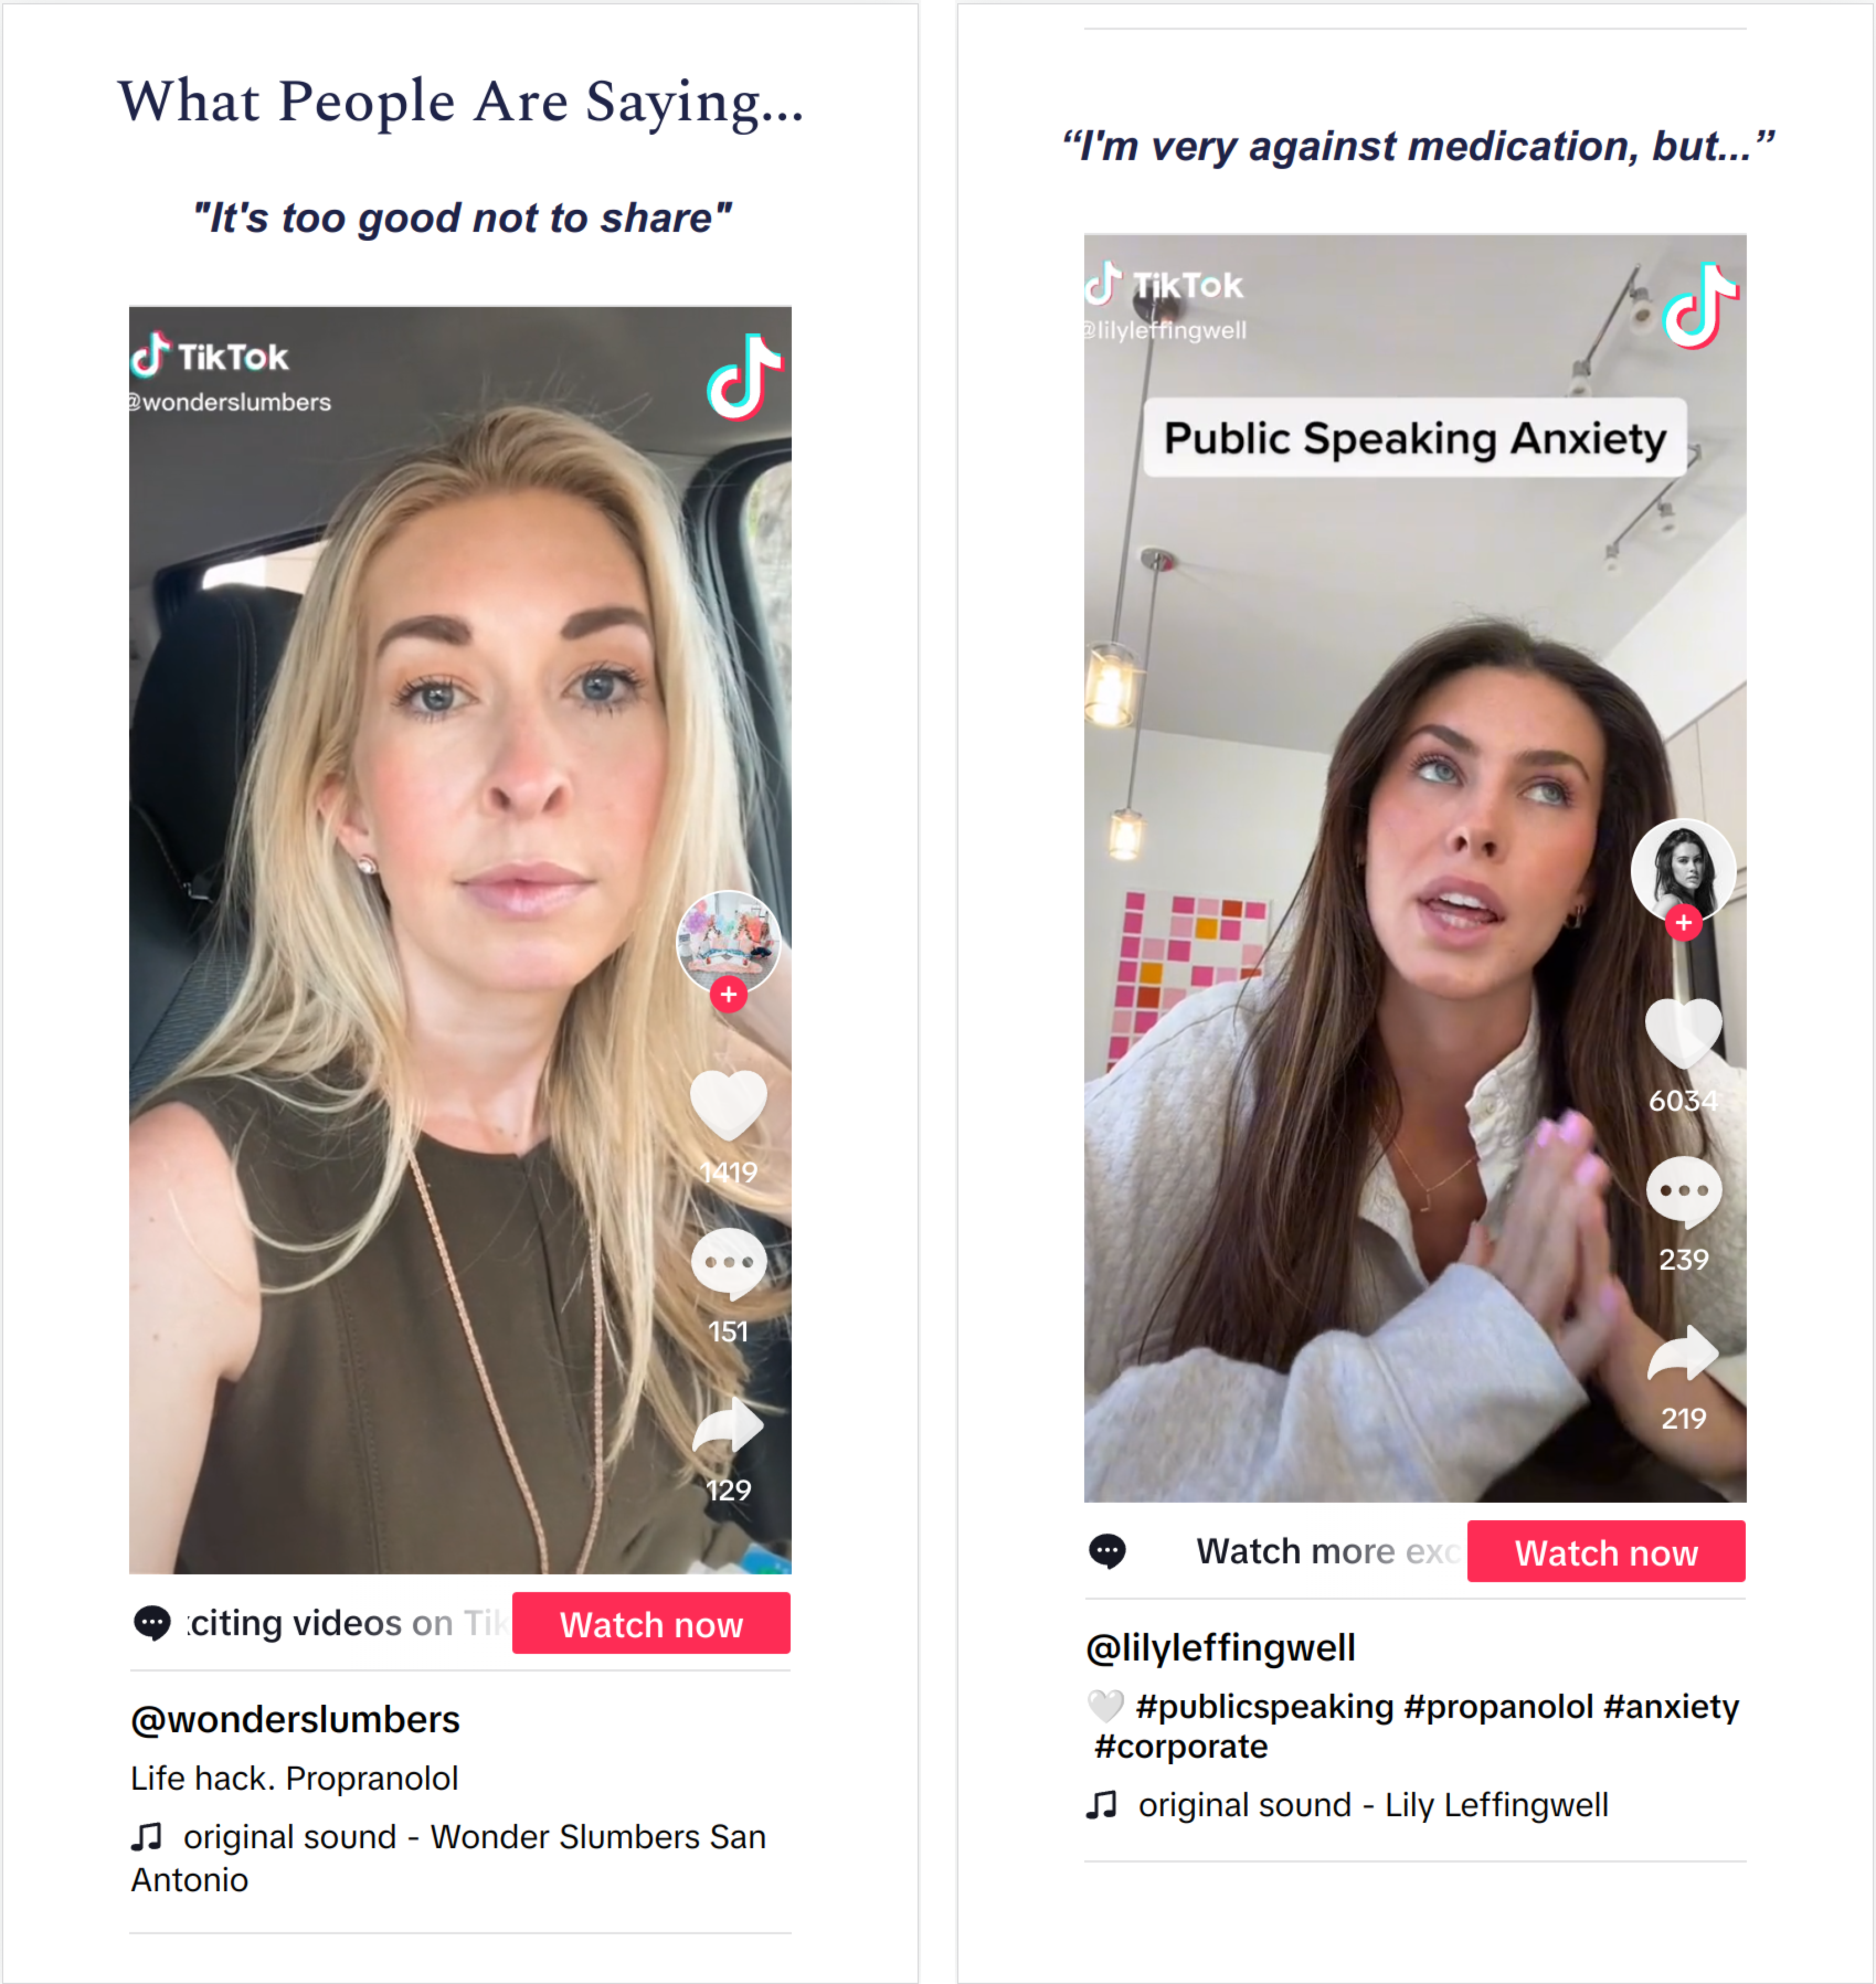 What People Are Saying...
"It's too good not to share"
TikTok
@wonderslumbers
1419
151
129
citing videos on Tik
Watch now
@wonderslumbers
Life hack. Propranolol
original sound - Wonder Slumbers San
Antonio
“I'm very against medication, but...”
TikTok
@lilyleffingwell
Public Speaking Anxiety
6034
239
219
Watch more exc
Watch now
@lilyleffingwell
🤍 #publicspeaking #propanolol #anxiety
#corporate
original sound - Lily Leffingwell